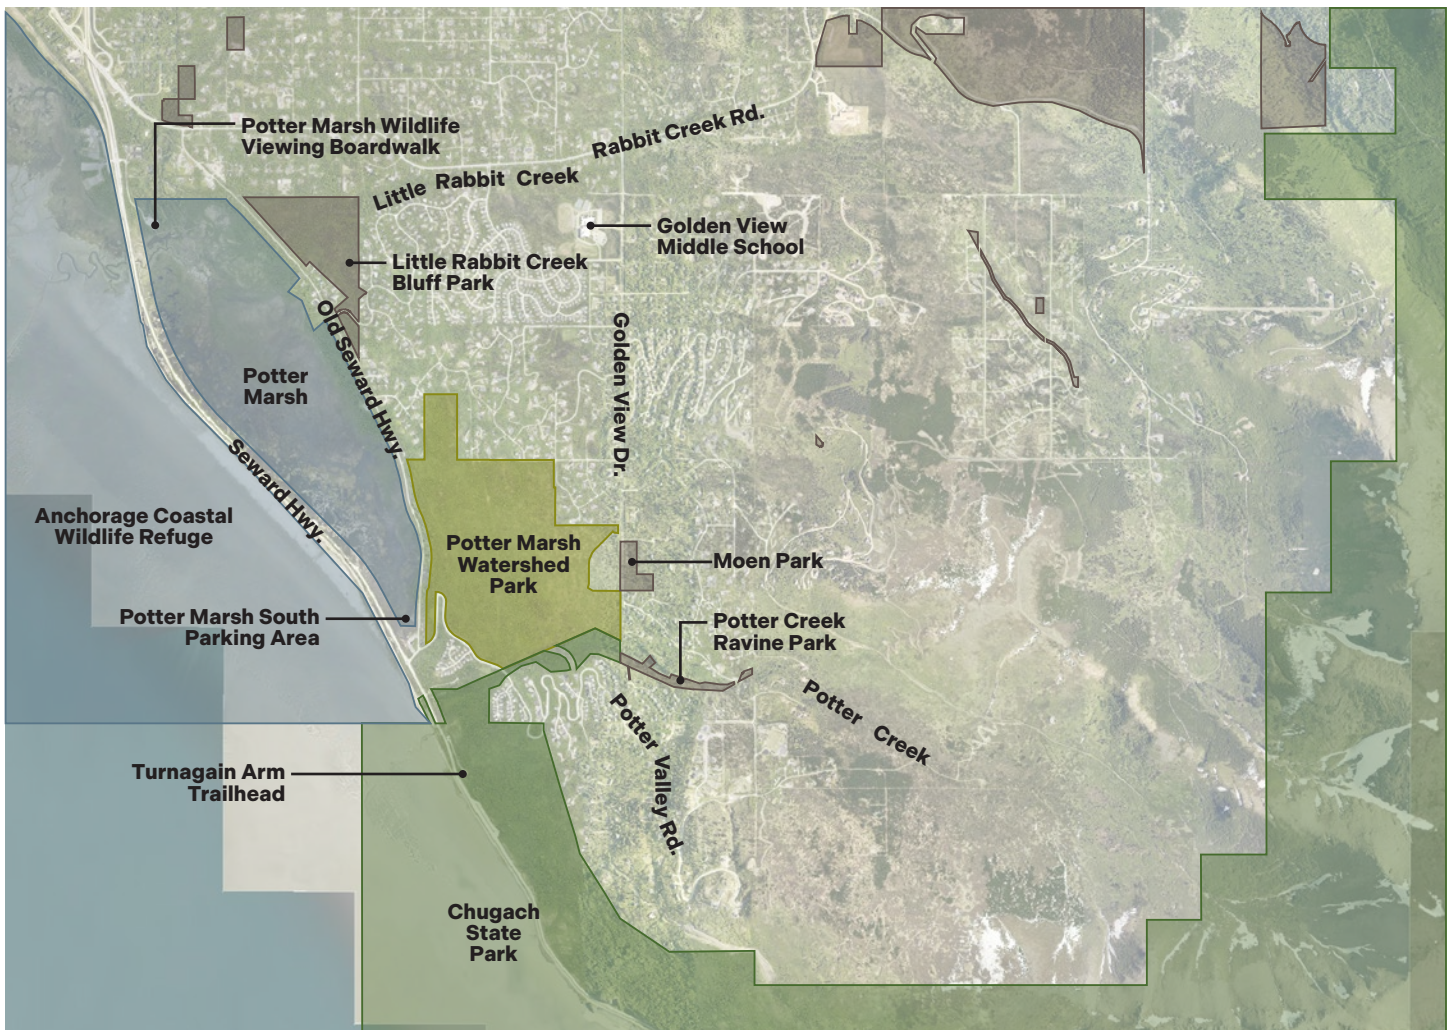 Potter Marsh Wildlife
Viewing Boardwalk
Rabbit Creek Rd.
Little Rabbit Creek
Golden View
Middle School
Little Rabbit Creek
Bluff Park
Old Seward Hwy.
Golden View Dr.
Potter
Marsh
Seward Hwy.
Anchorage Coastal
Wildlife Refuge
Potter Marsh
Watershed
Park
Moen Park
Potter Marsh South
Parking Area
Potter Creek
Ravine Park
Potter Creek
Potter Valley Rd.
Turnagain Arm
Trailhead
Chugach
State
Park